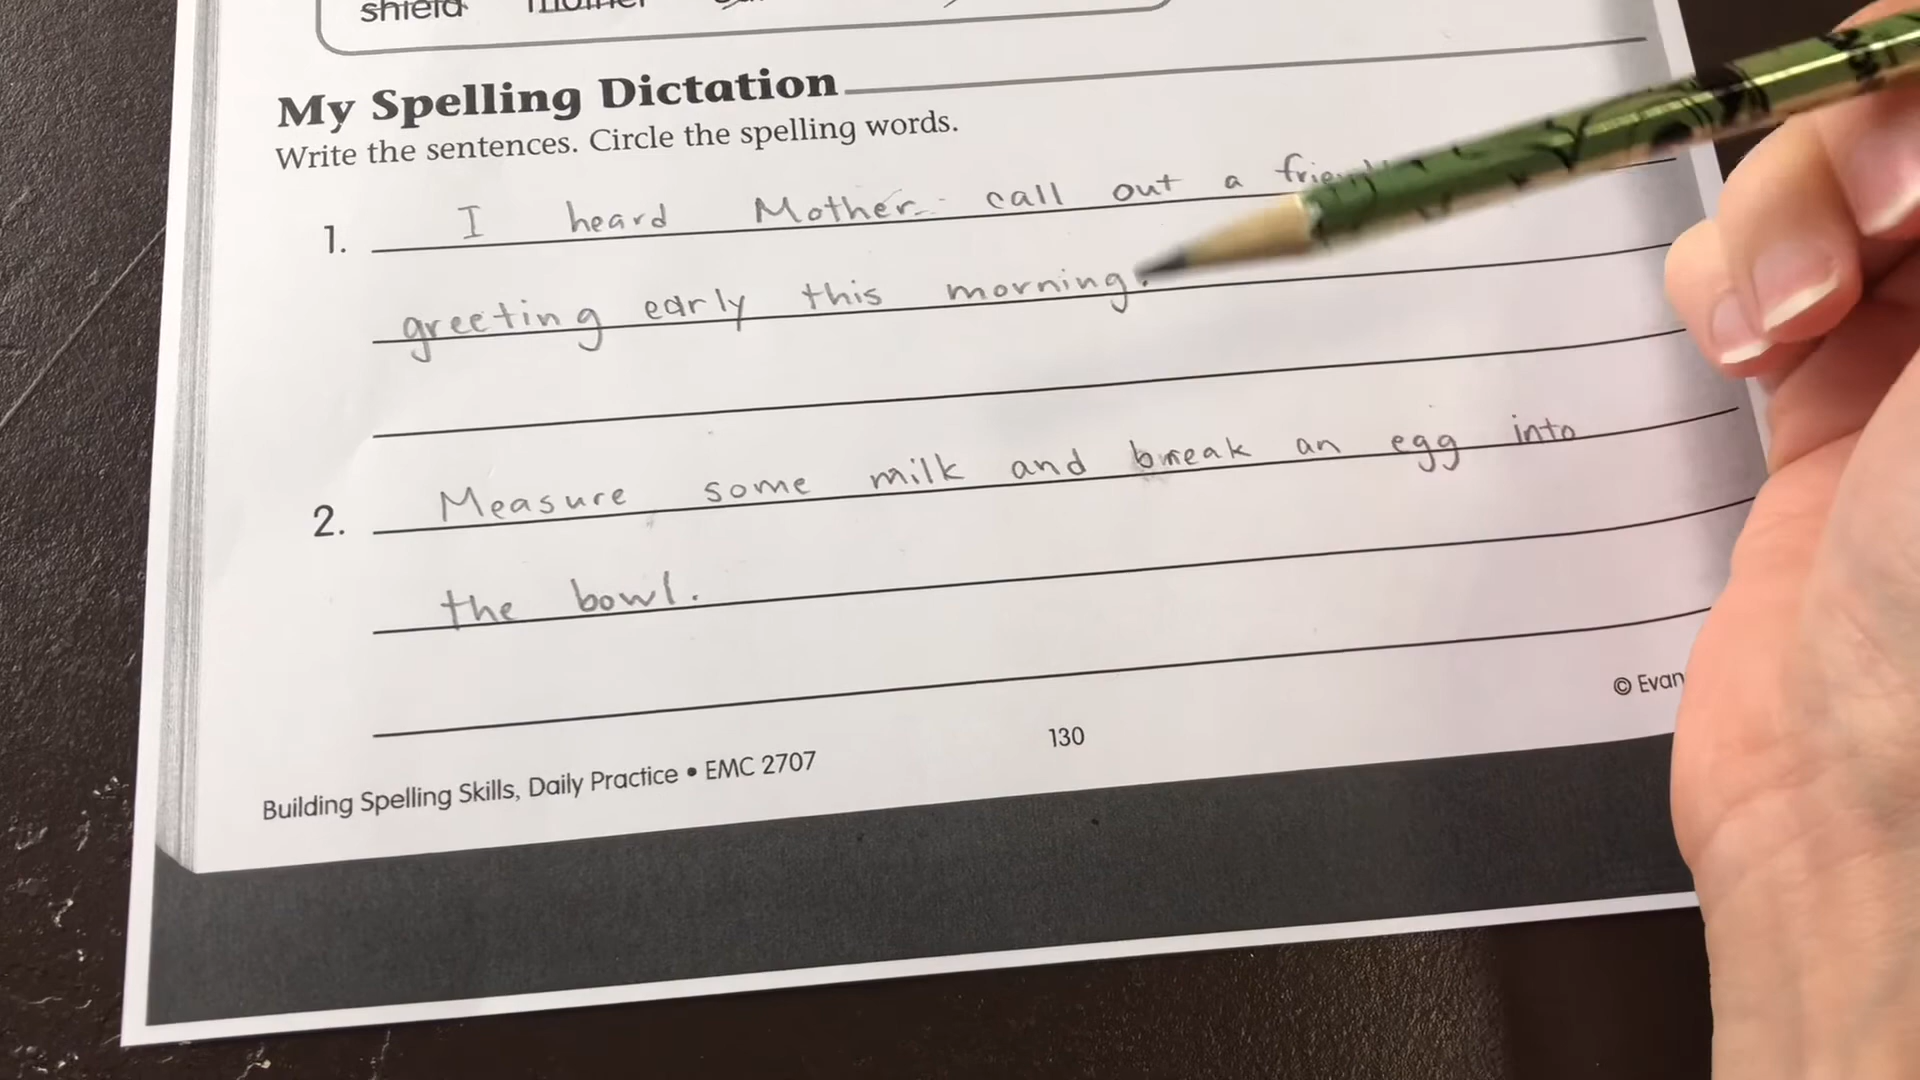 shield mother
My Spelling Dictation
Write the sentences. Circle the spelling words.
1. I heard Mother call out a
greeting early this morning.
2. Measure some milk and break an egg into
the bowl.
© Evan
130
Building Spelling Skills, Daily Practice • EMC 2707